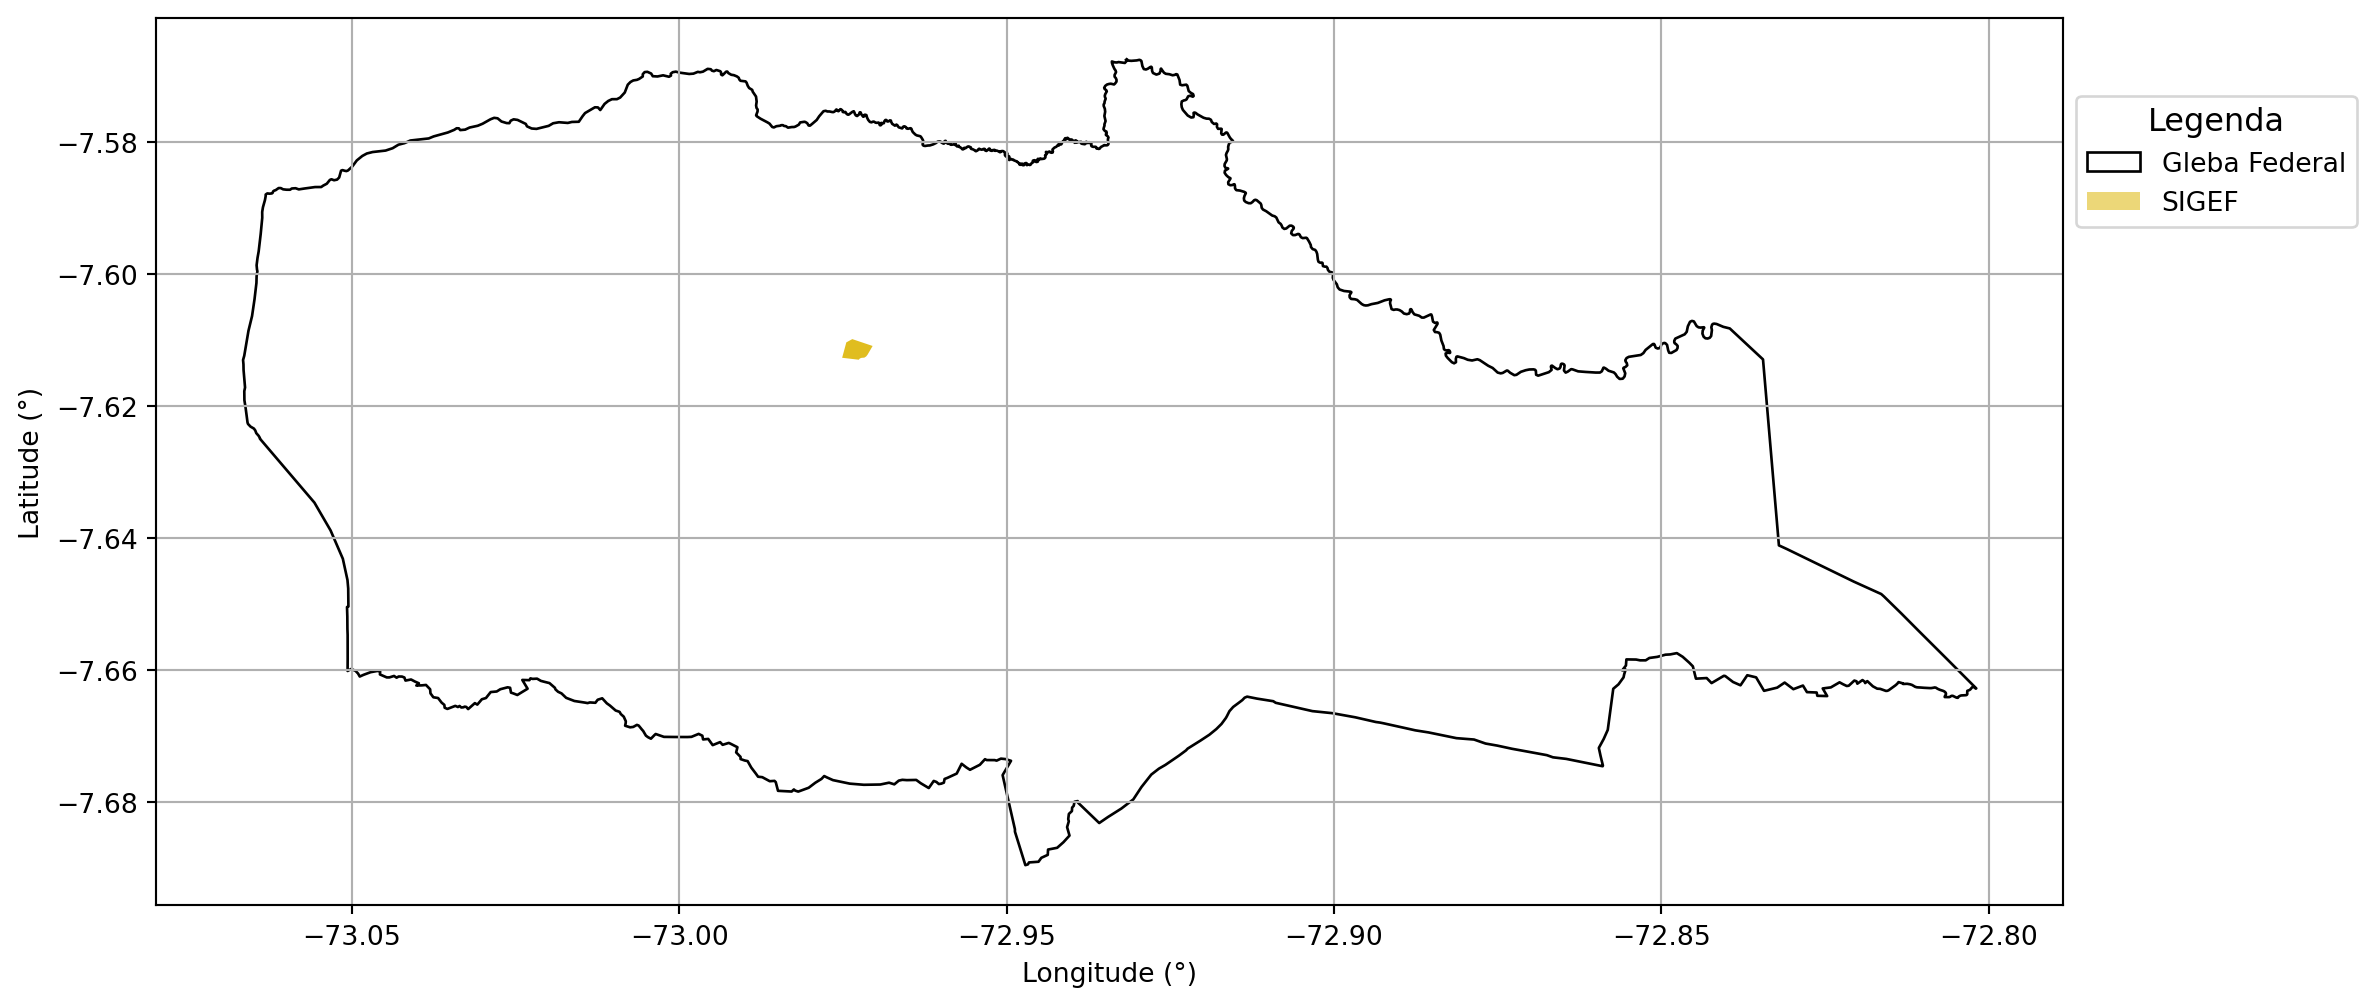 Legenda
Gleba Federal
SIGEF
−7.58
−7.60
−7.62
−7.64
−7.66
−7.68
Latitude (°)
−73.05
−73.00
−72.95
−72.90
−72.85
−72.80
Longitude (°)